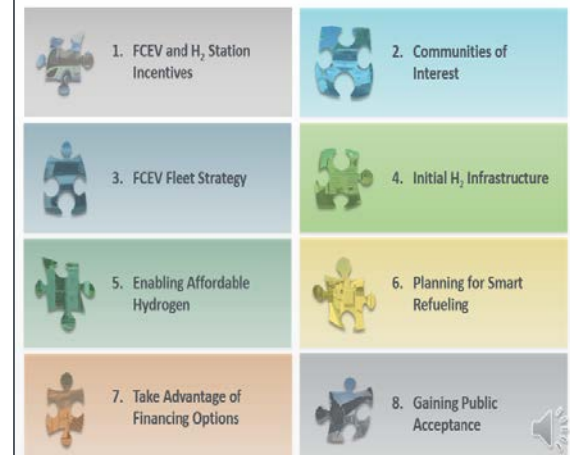 1. FCEV and H₂ Station
Incentives
2. Communities of
Interest
3. FCEV Fleet Strategy
4. Initial H₂ Infrastructure
5. Enabling Affordable
Hydrogen
6. Planning for Smart
Refueling
7. Take Advantage of
Financing Options
8. Gaining Public
Acceptance